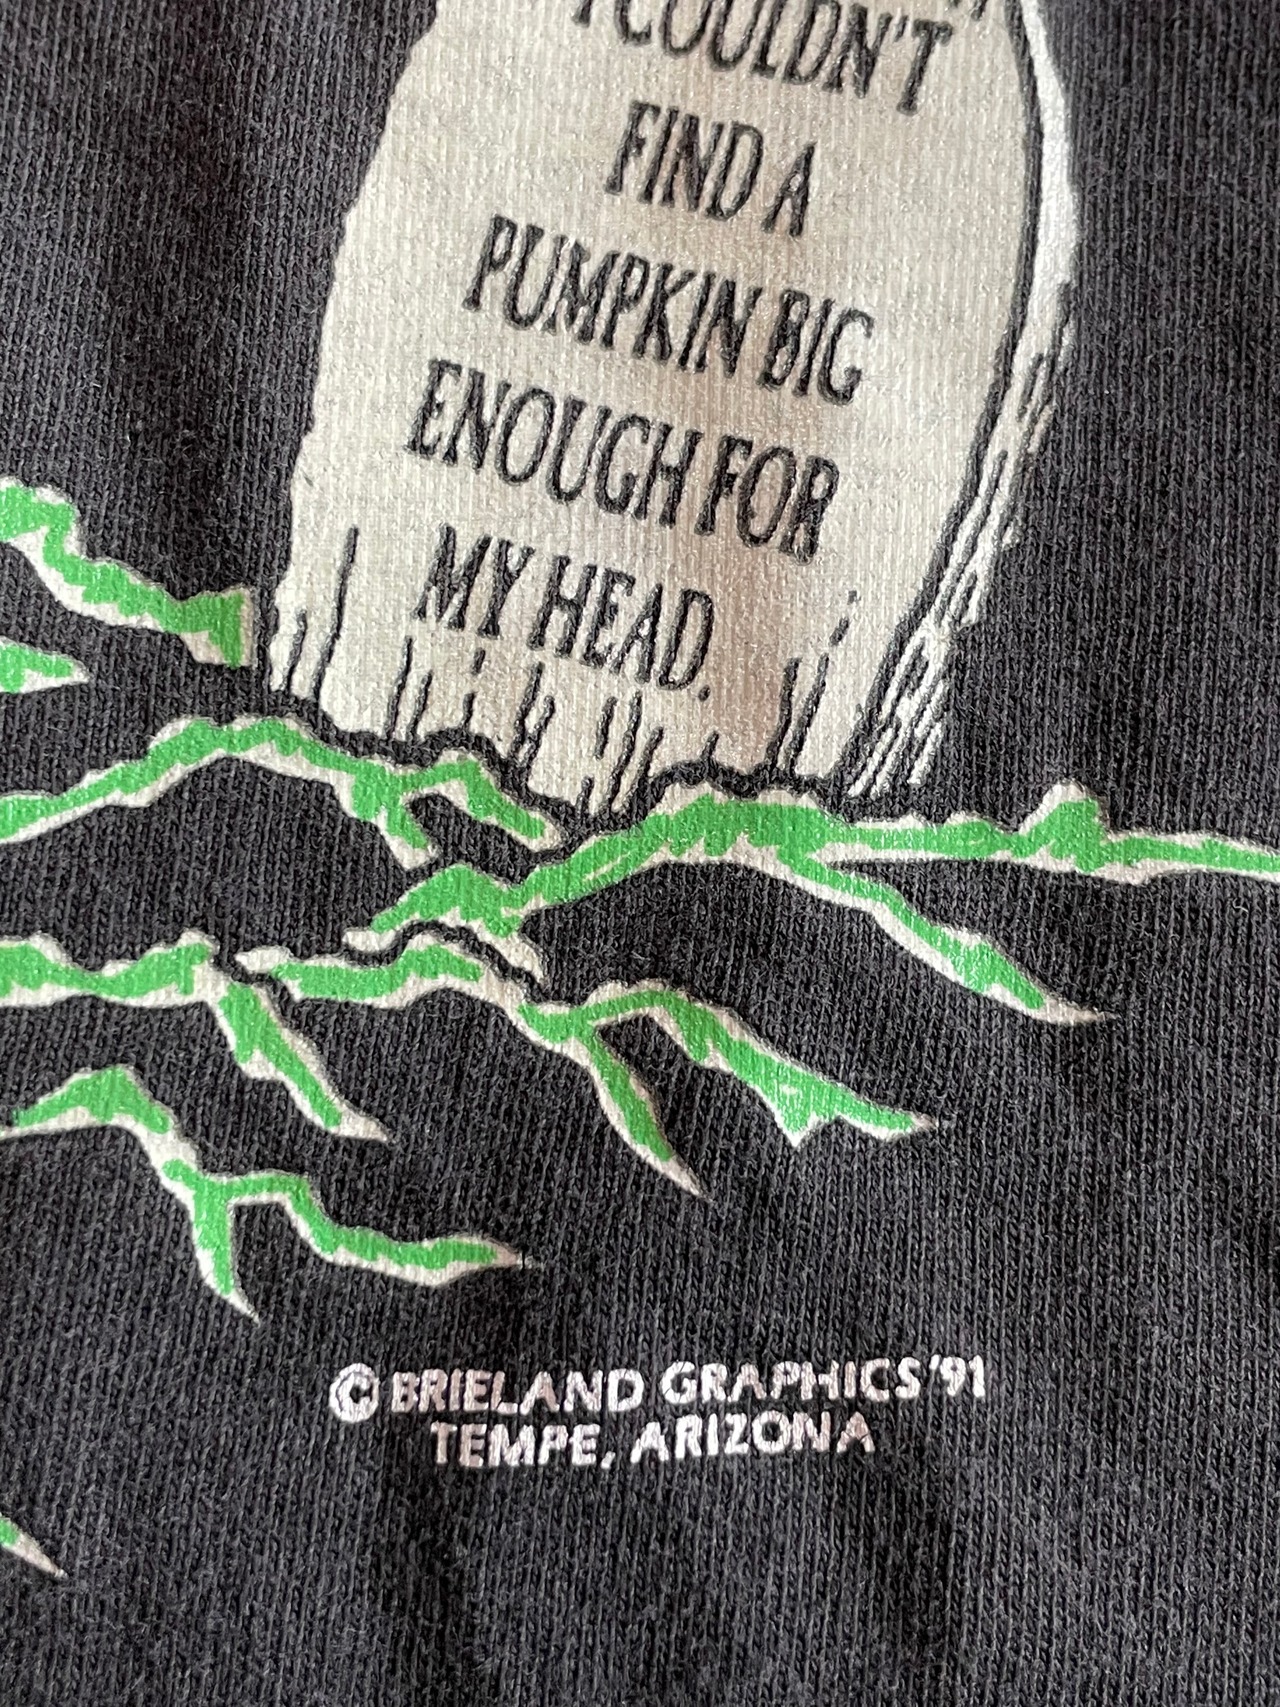 I COULDN'T
FIND A
PUMPKIN BIG
ENOUGH FOR
MY HEAD.
© BRIELAND GRAPHICS '91
TEMPE, ARIZONA